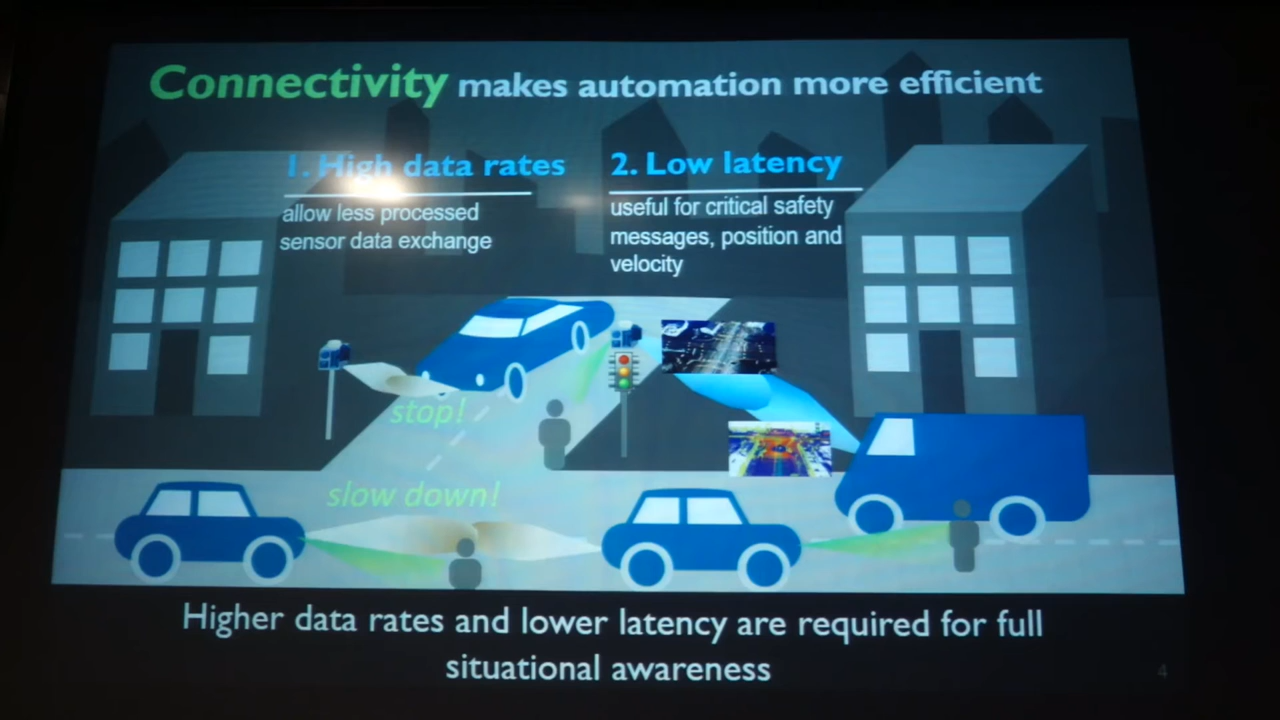 Connectivity makes automation more efficient
1. High data rates
allow less processed
sensor data exchange
2. Low latency
useful for critical safety
messages, position and
velocity
stop!
slow down!
Higher data rates and lower latency are required for full
situational awareness
4